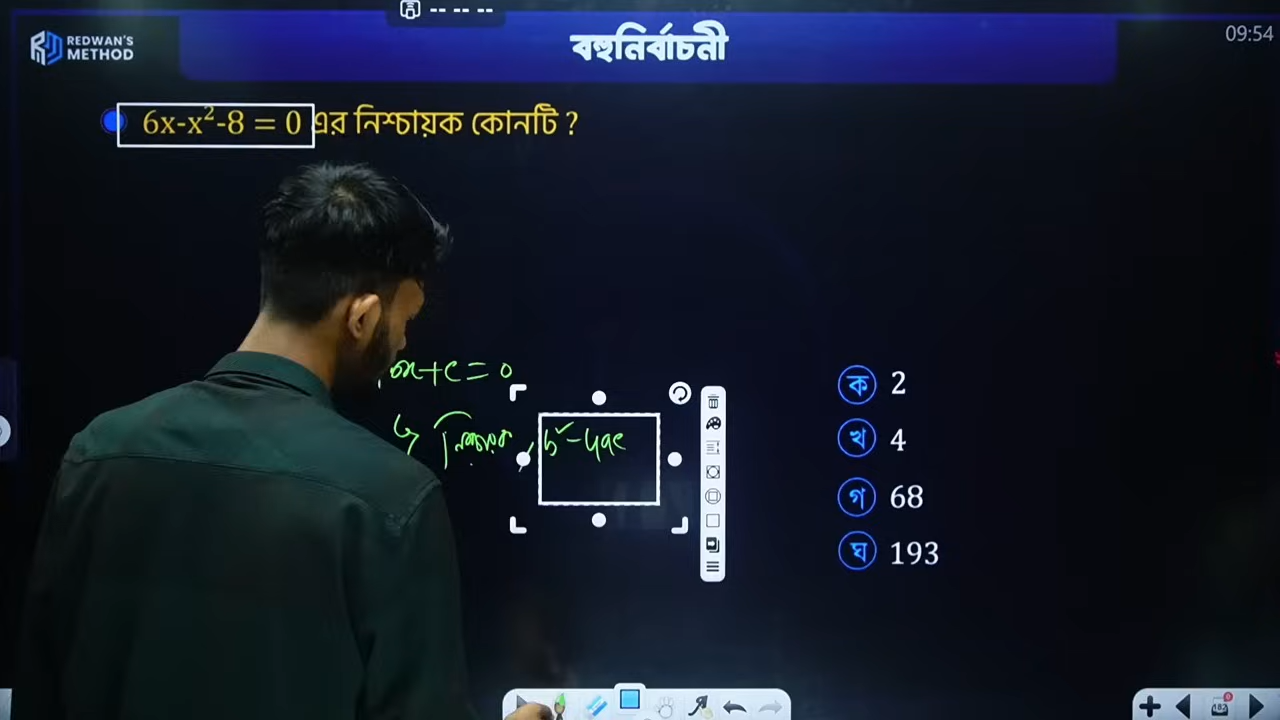 REDWAN'S
METHOD
বহুনির্বাচনী
09:54
6x-x²-8 = 0 এর নিশ্চায়ক কোনটি ?
x+c = 0
নিশ্চায়ক, b²-4ac
ক 2
খ 4
গ 68
ঘ 193